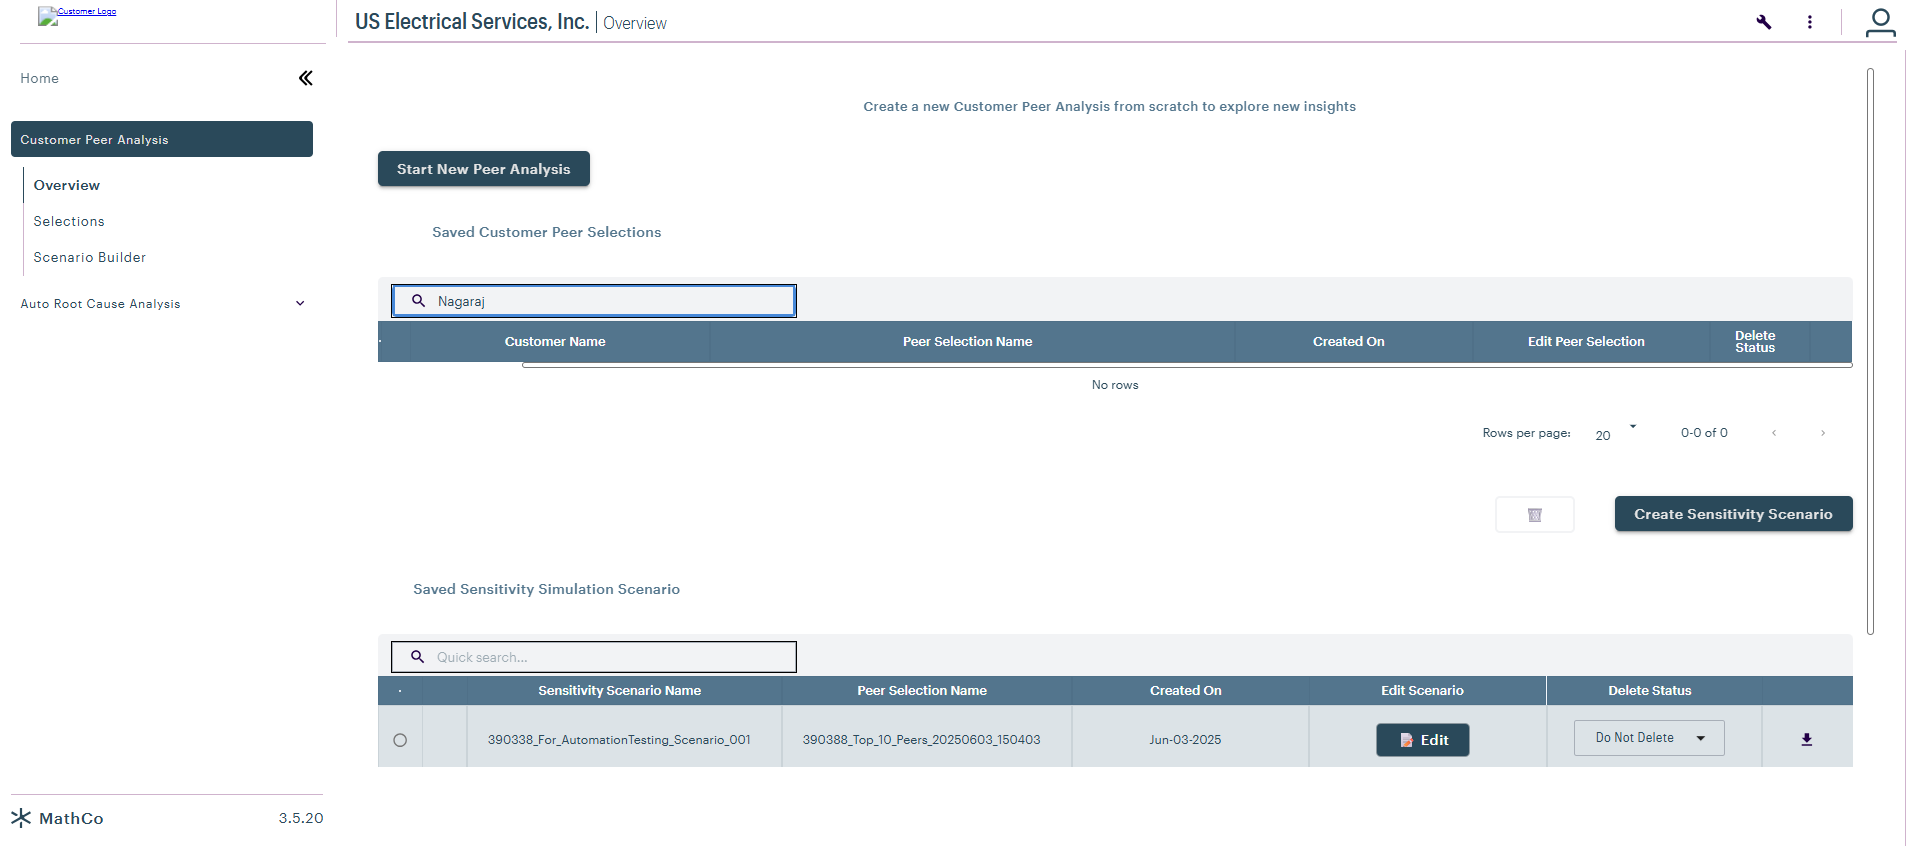 Customer Logo
US Electrical Services, Inc. | Overview
Home
Customer Peer Analysis
Overview
Selections
Scenario Builder
Auto Root Cause Analysis
Create a new Customer Peer Analysis from scratch to explore new insights
Start New Peer Analysis
Saved Customer Peer Selections
Nagaraj
Customer Name Peer Selection Name Created On Edit Peer Selection Delete Status
No rows
Rows per page: 20 0-0 of 0
Create Sensitivity Scenario
Saved Sensitivity Simulation Scenario
Quick search...
Sensitivity Scenario Name Peer Selection Name Created On Edit Scenario Delete Status
390338_For_AutomationTesting_Scenario_001 390388_Top_10_Peers_20250603_150403 Jun-03-2025 Edit Do Not Delete
MathCo 3.5.20